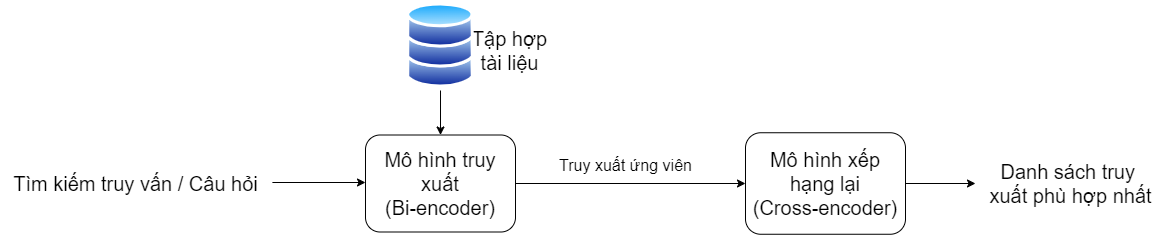 Tập hợp
tài liệu
Tìm kiếm truy vấn / Câu hỏi
Mô hình truy
xuất
(Bi-encoder)
Truy xuất ứng viên
Mô hình xếp
hạng lại
(Cross-encoder)
Danh sách truy
xuất phù hợp nhất